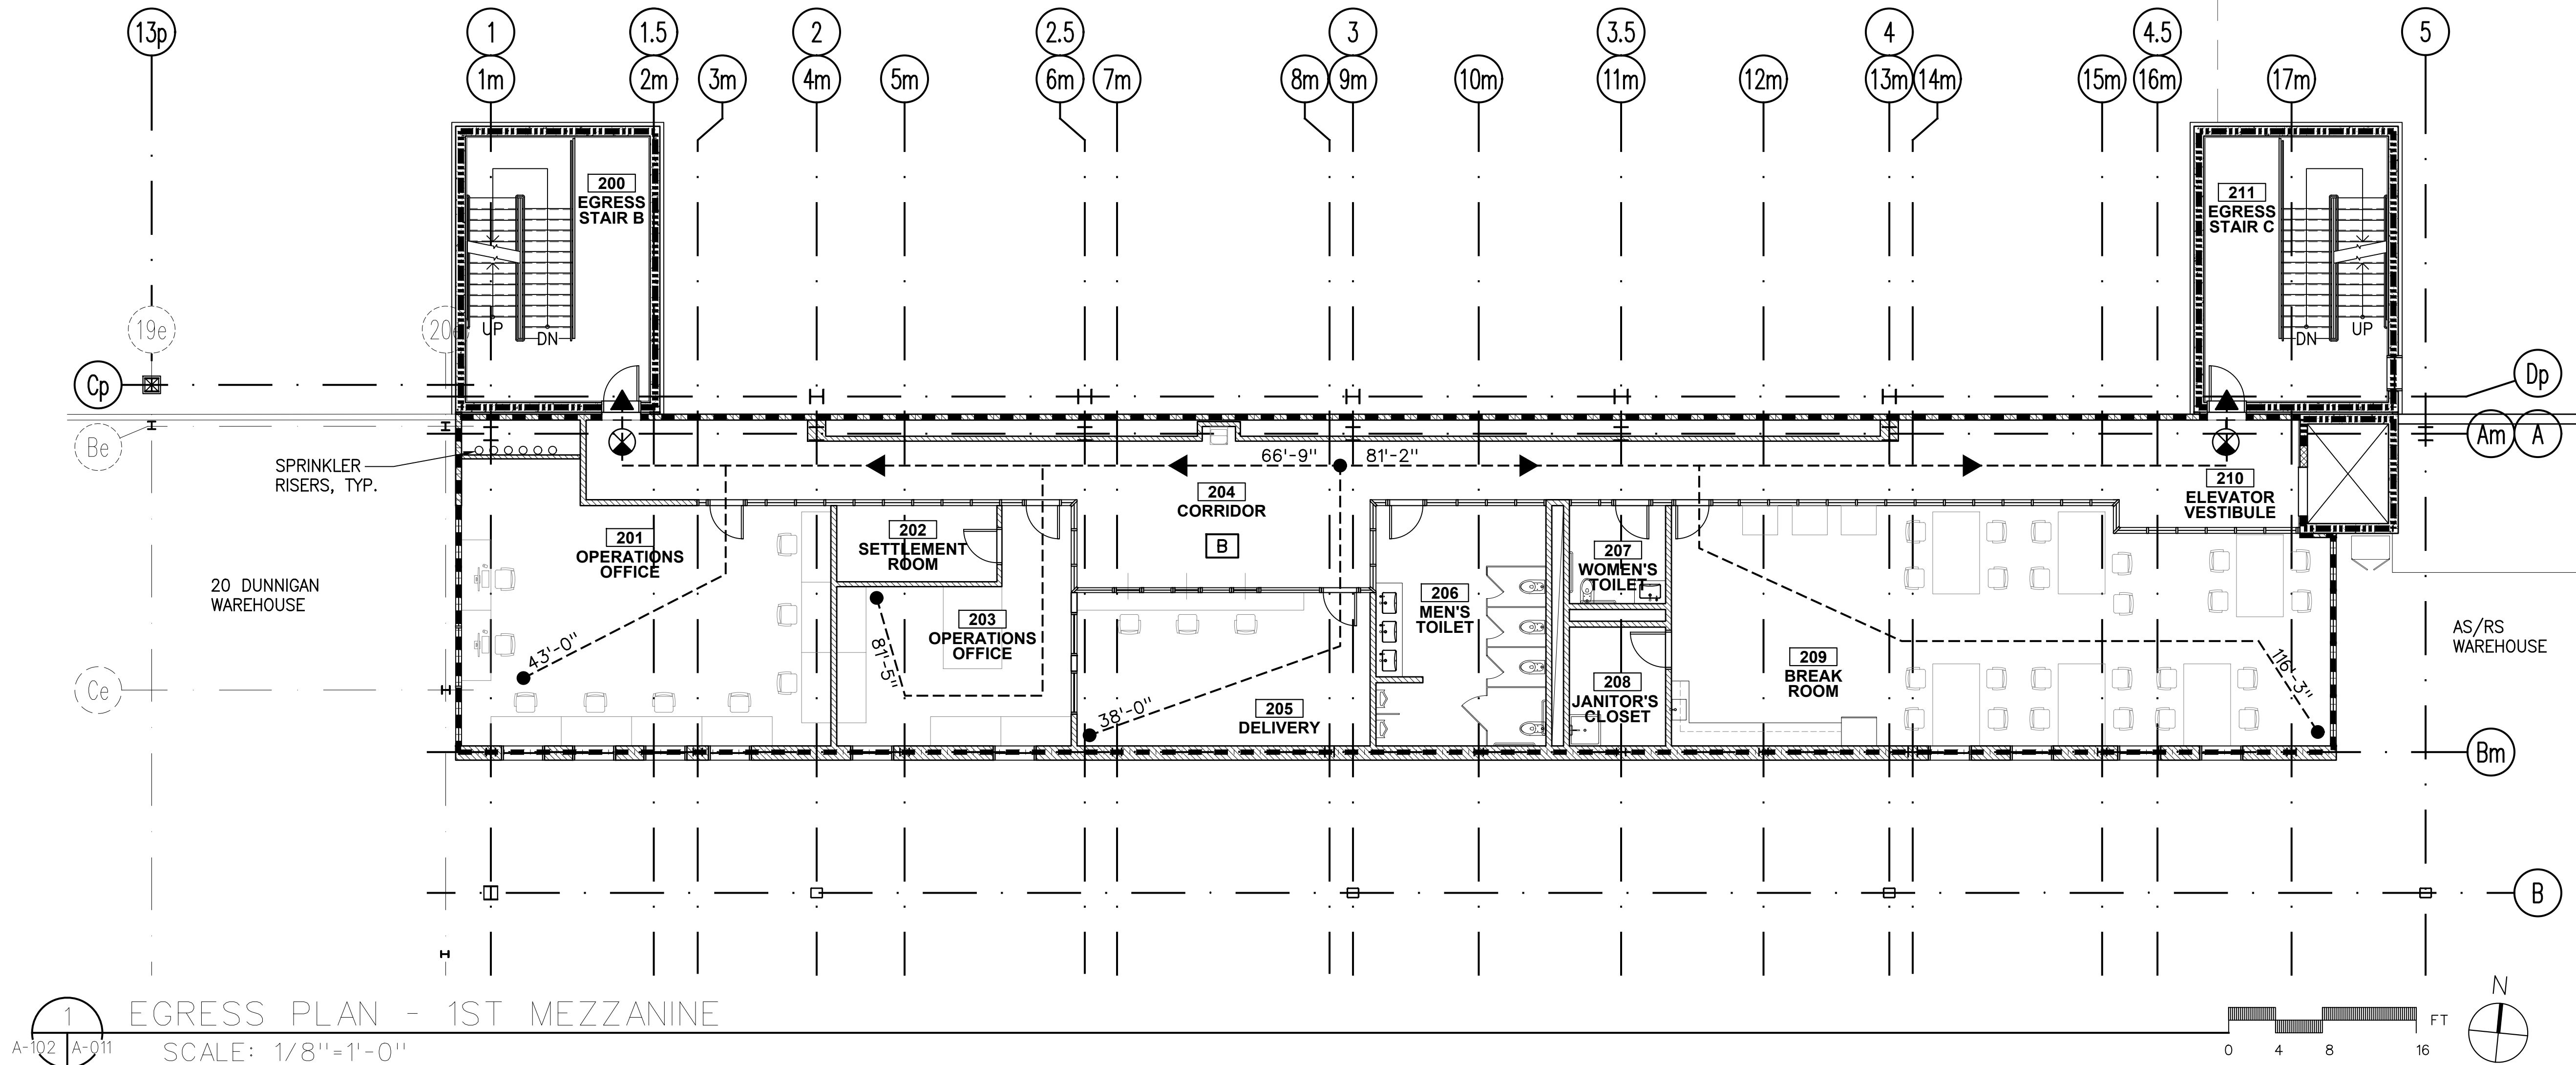 13p
1
1.5
2
2.5
3
3.5
4
4.5
5
1m
2m
3m
4m
5m
6m
7m
8m
9m
10m
11m
12m
13m
14m
15m
16m
17m
200
EGRESS
STAIR B
211
EGRESS
STAIR C
19e
20e
UP
DN
DN
UP
Cp
Dp
Be
Am
A
SPRINKLER
RISERS, TYP.
66'-9"
81'-2"
204
CORRIDOR
B
210
ELEVATOR
VESTIBULE
201
OPERATIONS
OFFICE
202
SETTLEMENT
ROOM
203
OPERATIONS
OFFICE
206
MEN'S
TOILET
207
WOMEN'S
TOILET
20 DUNNIGAN
WAREHOUSE
AS/RS
WAREHOUSE
43'-0"
81'-5"
38'-0"
116'-3"
Ce
205
DELIVERY
208
JANITOR'S
CLOSET
209
BREAK
ROOM
Bm
B
1
A-102
A-011
EGRESS PLAN - 1ST MEZZANINE
SCALE: 1/8"=1'-0"
FT
0 4 8 16
N